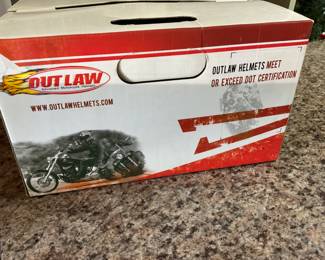 OUTLAW
WWW.OUTLAWHELMETS.COM
OUTLAW HELMETS MEET
OR EXCEED DOT CERTIFICATION